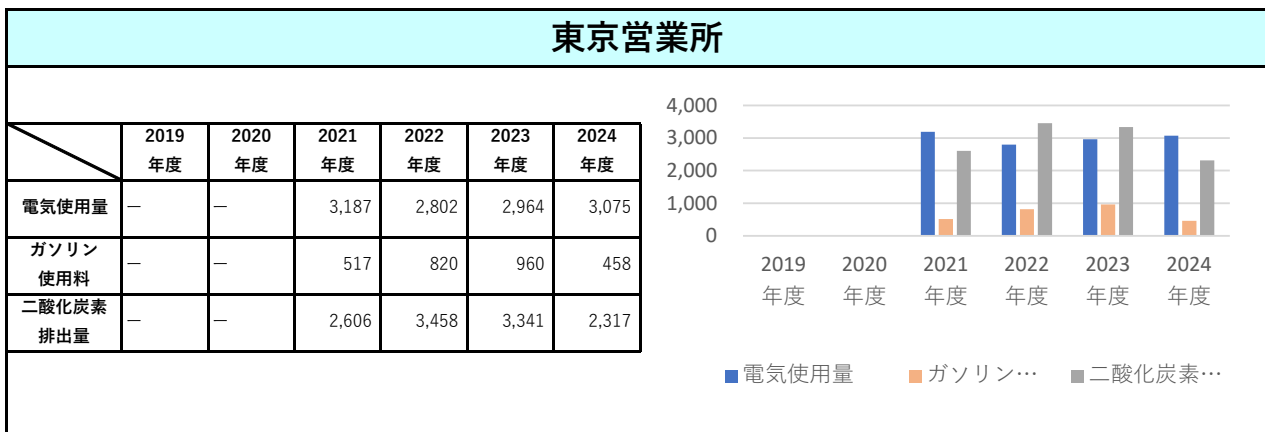 東京営業所
2019 2020 2021 2022 2023 2024
年度 年度 年度 年度 年度 年度
電気使用量 － － 3,187 2,802 2,964 3,075
ガソリン
使用料 － － 517 820 960 458
二酸化炭素
排出量 － － 2,606 3,458 3,341 2,317
4,000
3,000
2,000
1,000
0
2019 2020 2021 2022 2023 2024
年度 年度 年度 年度 年度 年度
電気使用量 ガソリン… 二酸化炭素…